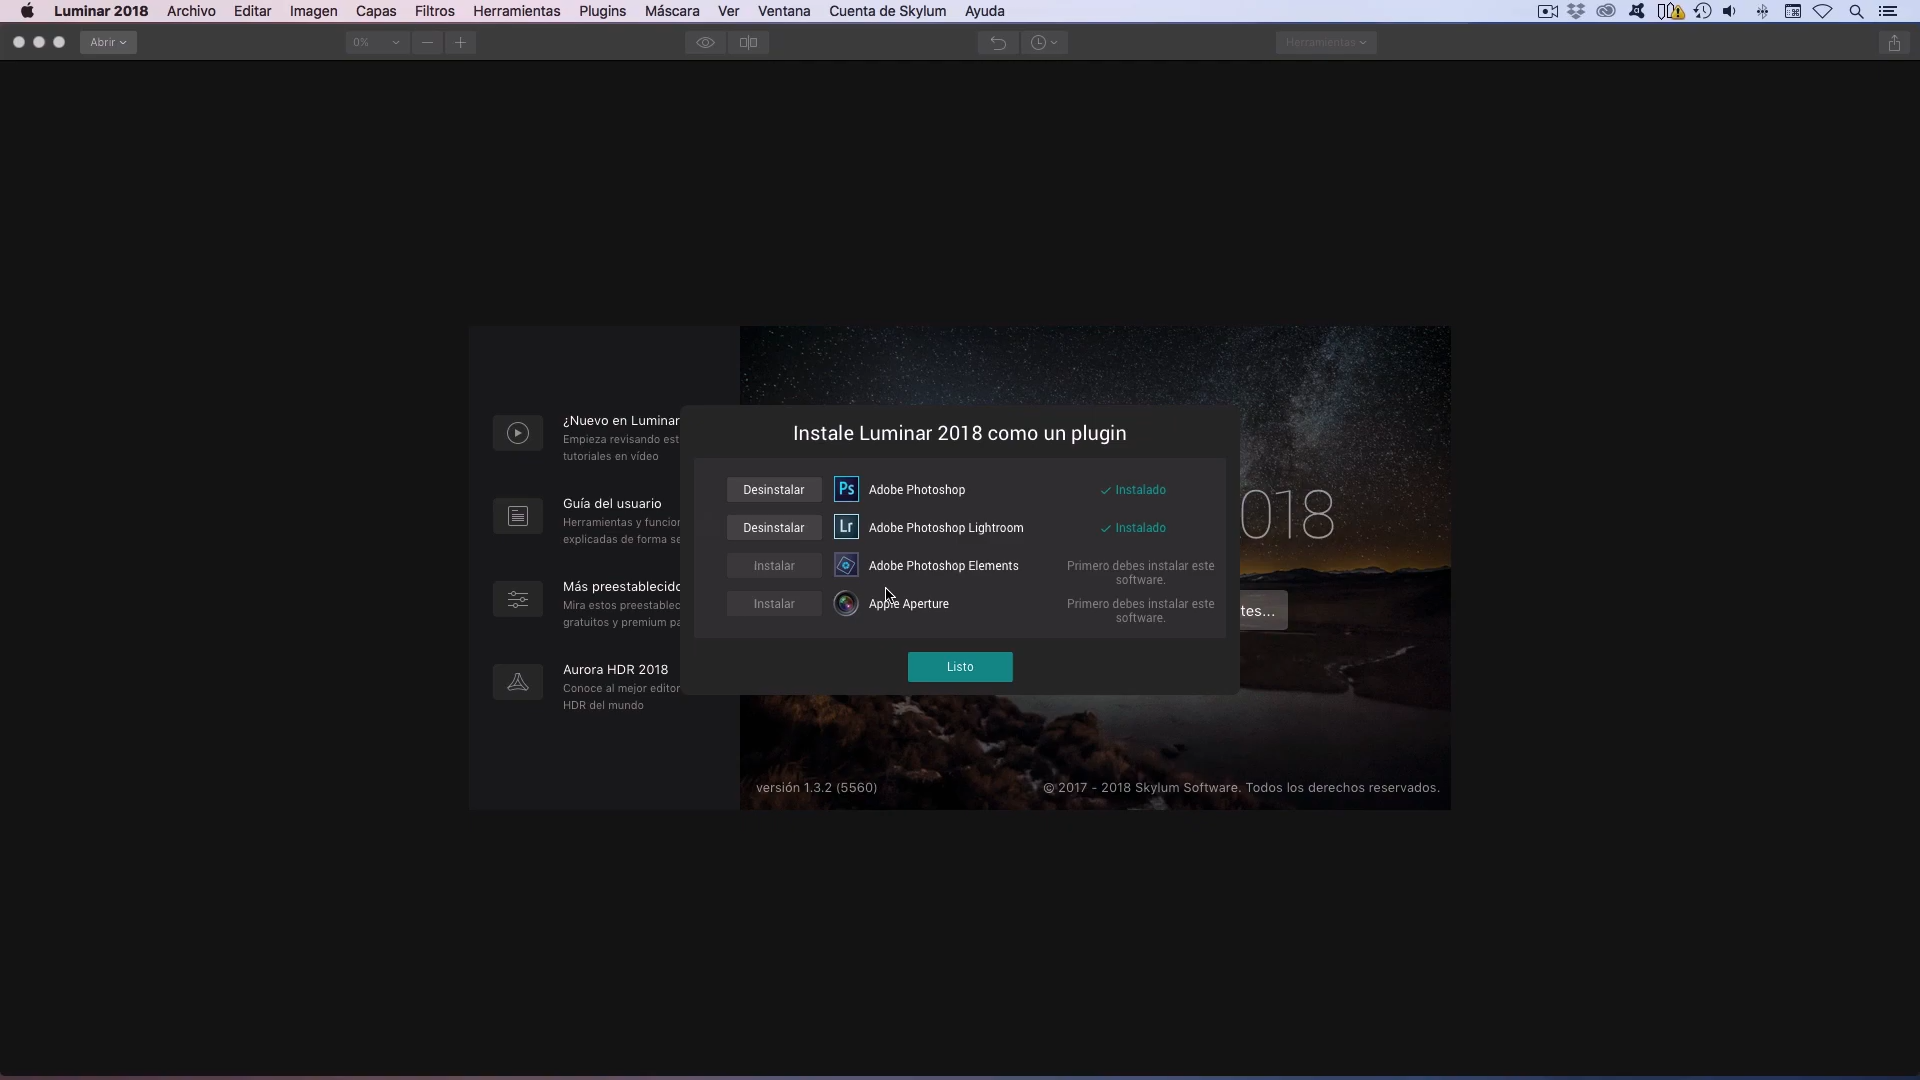 Luminar 2018 Archivo Editar Imagen Capas Filtros Herramientas Plugins Máscara Ver Ventana Cuenta de Skylum Ayuda
Abrir 0% Herramientas
¿Nuevo en Luminar
Empieza revisando est
tutoriales en vídeo
Guía del usuario
Herramientas y funcior
explicadas de forma se
Más preestablecido
Mira estos preestablec
gratuitos y premium pa
Aurora HDR 2018
Conoce al mejor editor
HDR del mundo
Instale Luminar 2018 como un plugin
Desinstalar Ps Adobe Photoshop Instalado
Desinstalar Lr Adobe Photoshop Lightroom Instalado
Instalar Adobe Photoshop Elements Primero debes instalar este
software.
Instalar Apple Aperture Primero debes instalar este
software.
Listo
2018
tes...
versión 1.3.2 (5560) © 2017 - 2018 Skylum Software. Todos los derechos reservados.